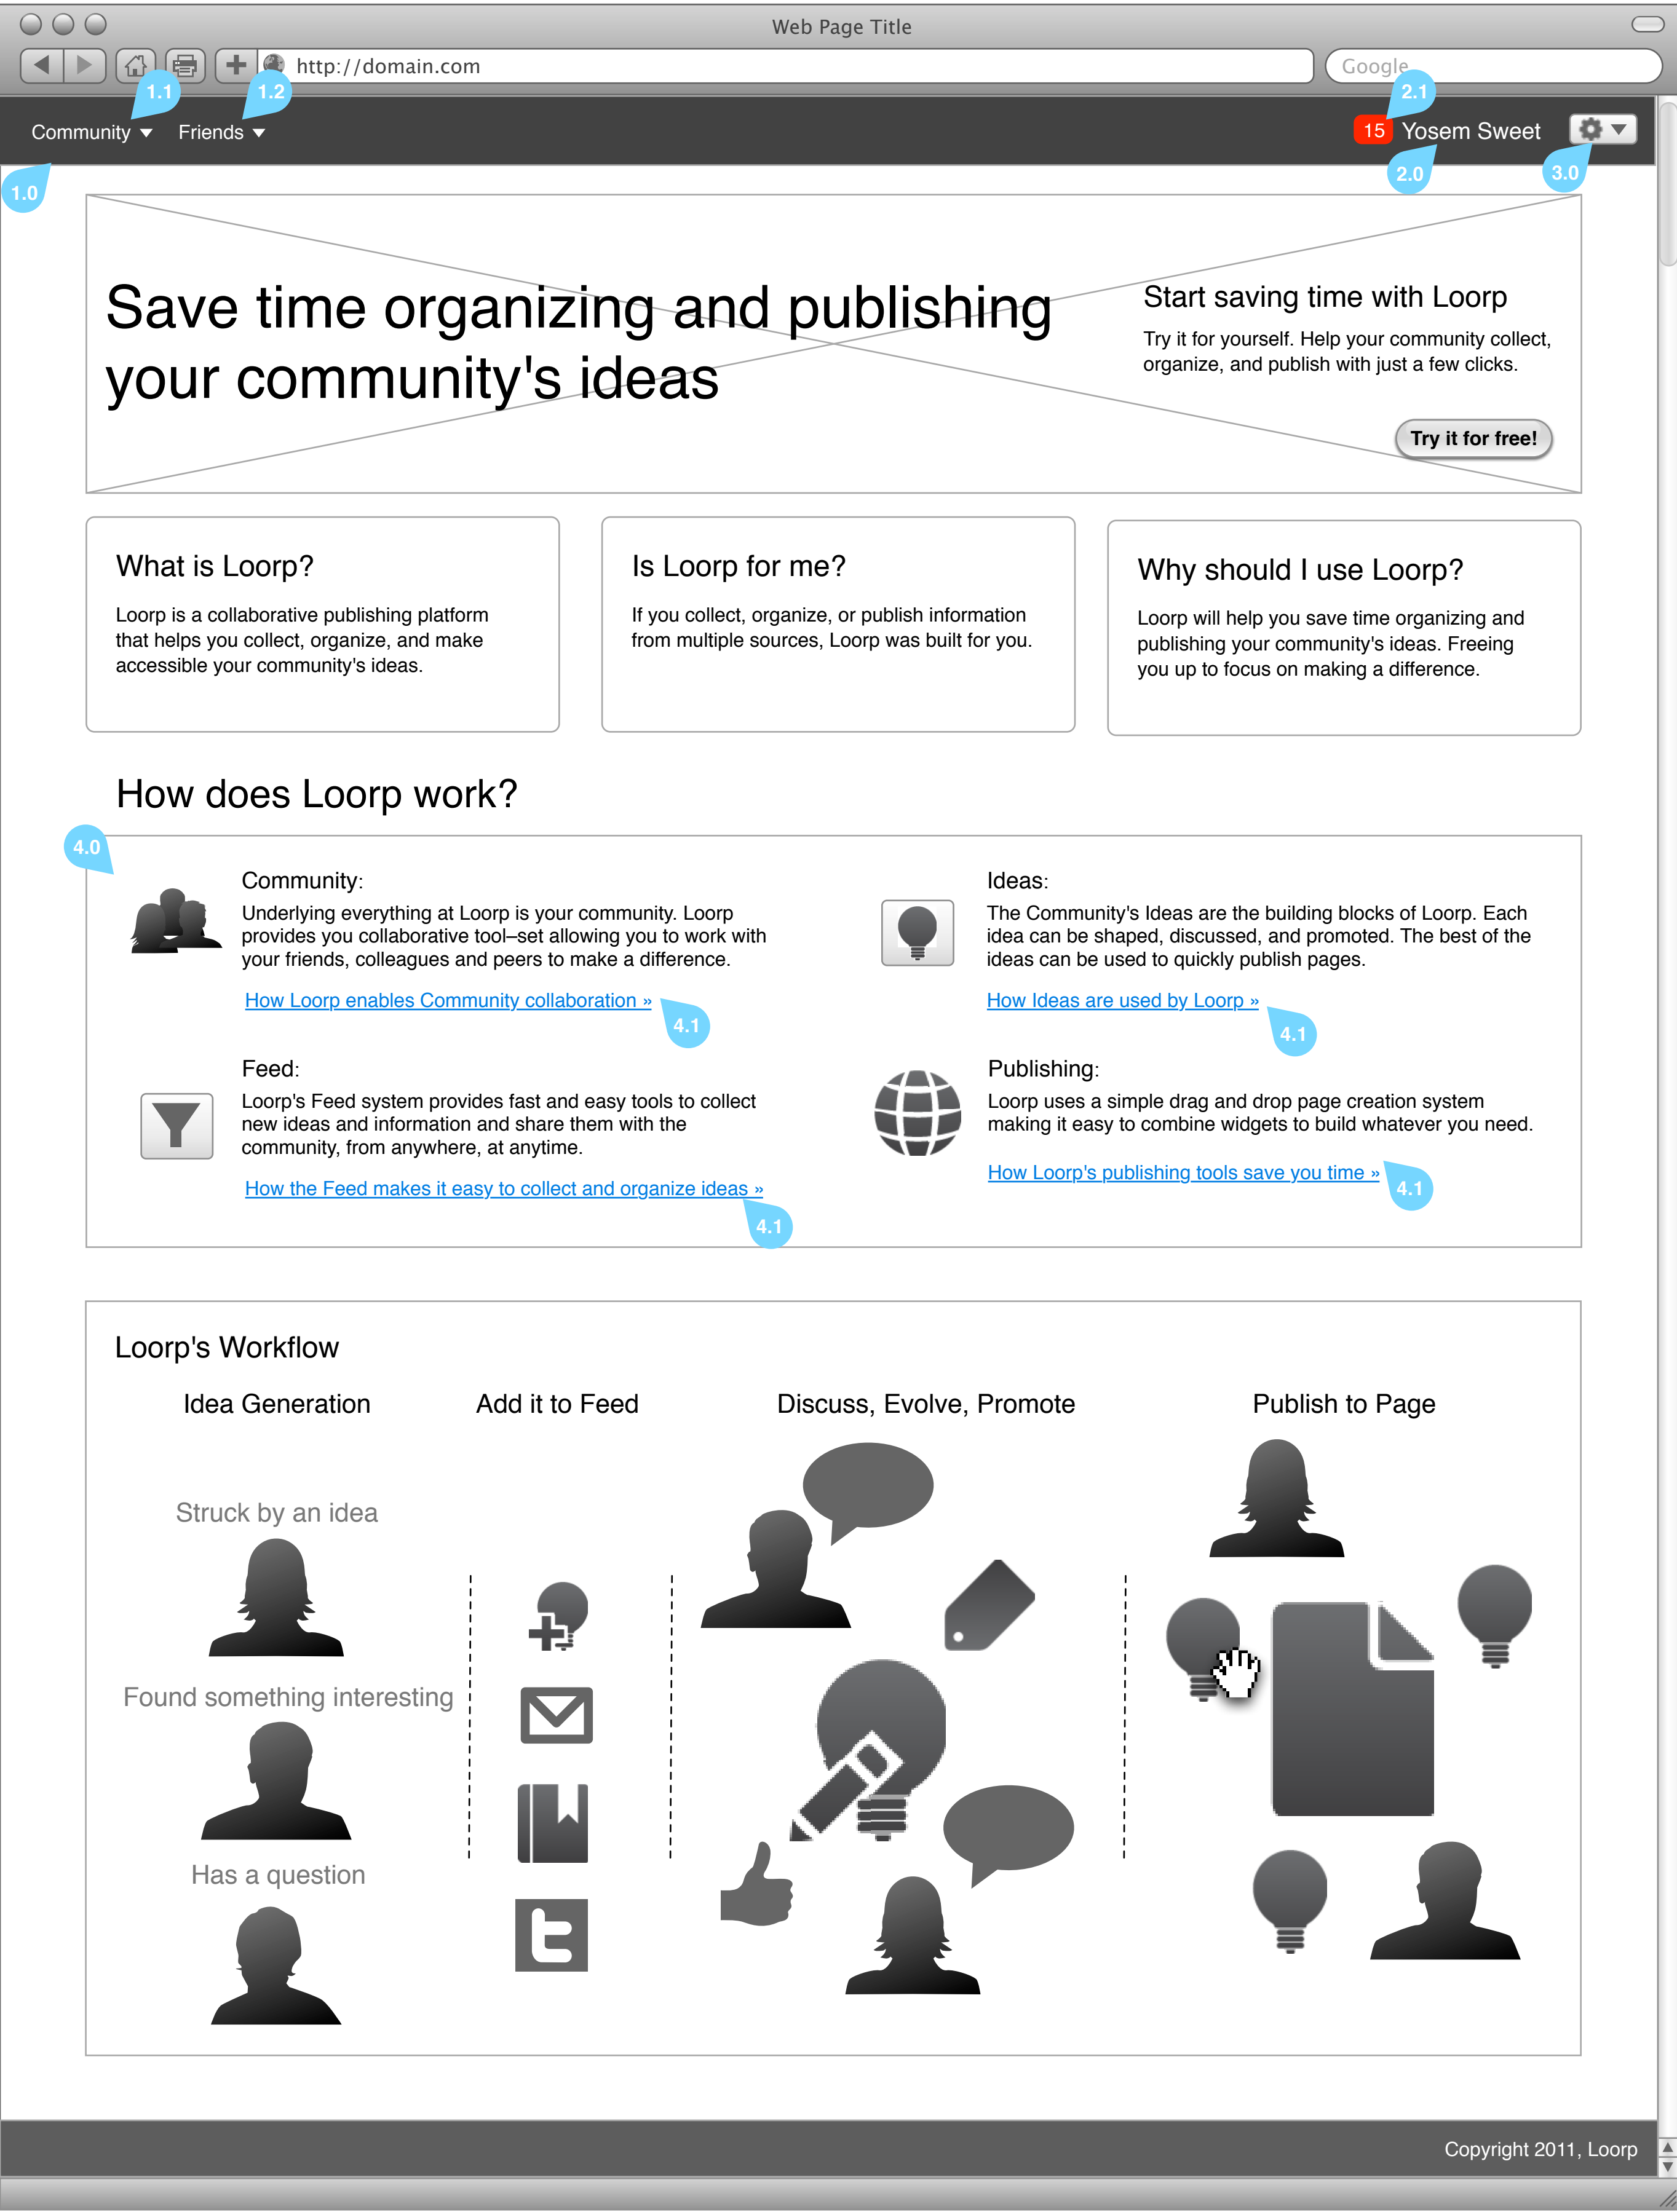 Web Page Title
http://domain.com
Google
1.1
1.2
2.1
Community
Friends
15
Yosem Sweet
1.0
2.0
3.0
Save time organizing and publishing
your community's ideas
Start saving time with Loorp
Try it for yourself. Help your community collect,
organize, and publish with just a few clicks.
Try it for free!
What is Loorp?
Loorp is a collaborative publishing platform
that helps you collect, organize, and make
accessible your community's ideas.
Is Loorp for me?
If you collect, organize, or publish information
from multiple sources, Loorp was built for you.
Why should I use Loorp?
Loorp will help you save time organizing and
publishing your community's ideas. Freeing
you up to focus on making a difference.
How does Loorp work?
4.0
Community:
Underlying everything at Loorp is your community. Loorp
provides you collaborative tool–set allowing you to work with
your friends, colleagues and peers to make a difference.
How Loorp enables Community collaboration »
4.1
Ideas:
The Community's Ideas are the building blocks of Loorp. Each
idea can be shaped, discussed, and promoted. The best of the
ideas can be used to quickly publish pages.
How Ideas are used by Loorp »
4.1
Feed:
Loorp's Feed system provides fast and easy tools to collect
new ideas and information and share them with the
community, from anywhere, at anytime.
How the Feed makes it easy to collect and organize ideas »
4.1
Publishing:
Loorp uses a simple drag and drop page creation system
making it easy to combine widgets to build whatever you need.
How Loorp's publishing tools save you time »
4.1
Loorp's Workflow
Idea Generation
Add it to Feed
Discuss, Evolve, Promote
Publish to Page
Struck by an idea
Found something interesting
Has a question
Copyright 2011, Loorp